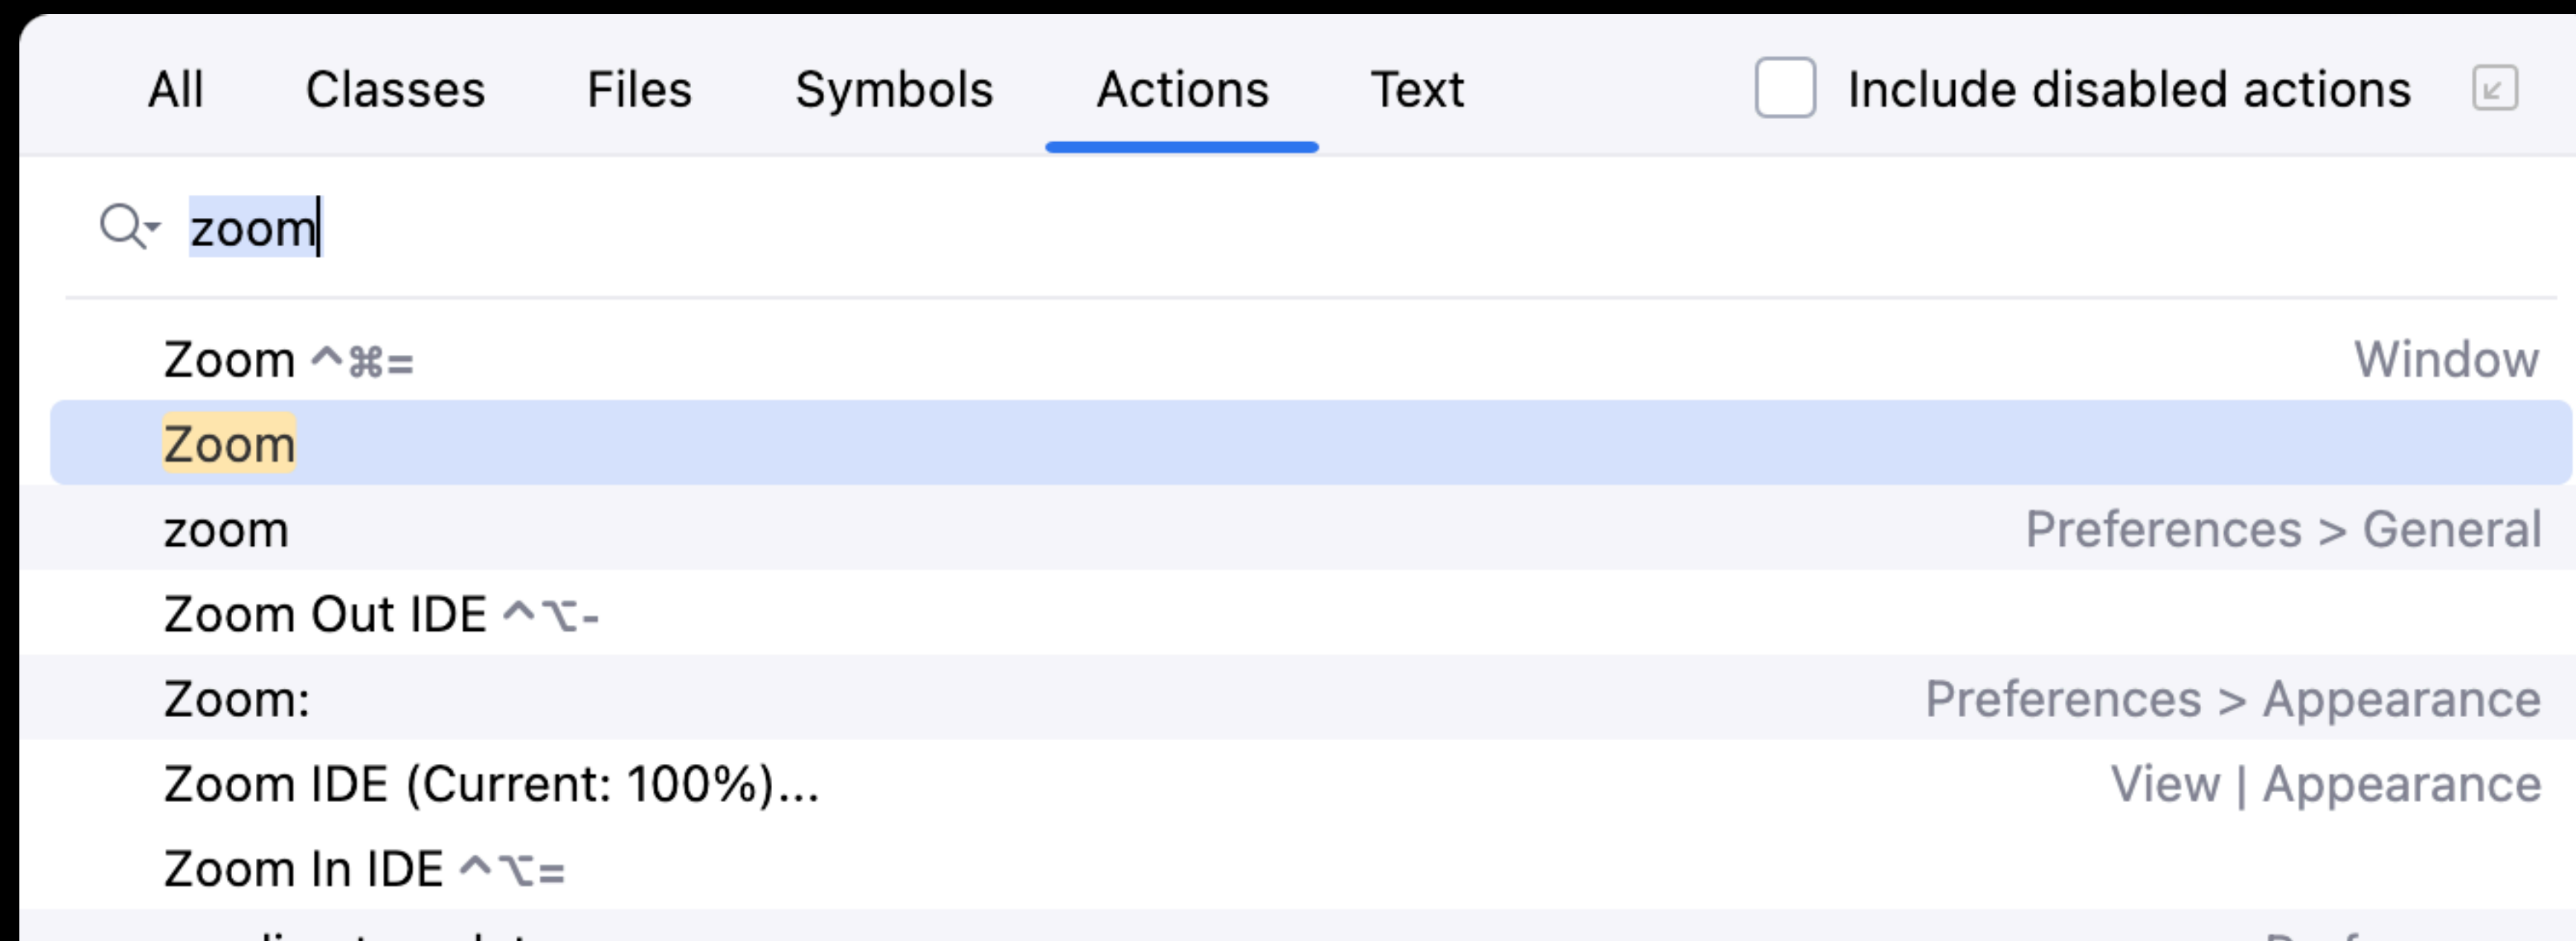 All Classes Files Symbols Actions Text Include disabled actions
zoom
Zoom ^⌘= Window
Zoom
zoom Preferences > General
Zoom Out IDE ^⌥-
Zoom: Preferences > Appearance
Zoom IDE (Current: 100%)... View | Appearance
Zoom In IDE ^⌥=